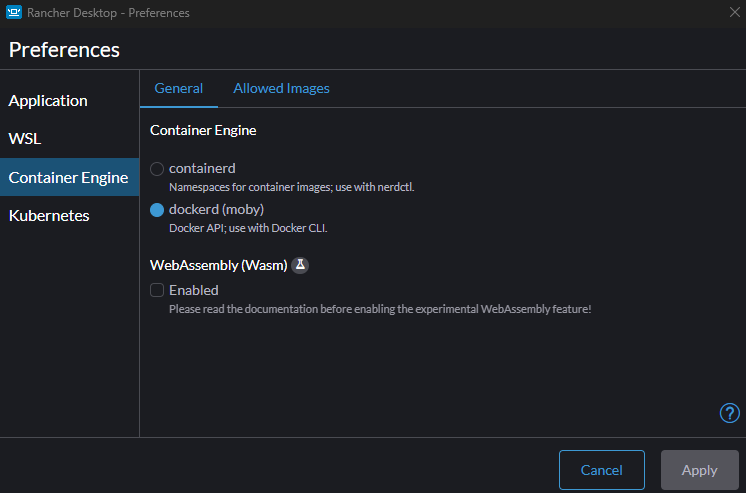 Rancher Desktop - Preferences
Preferences
Application
WSL
Container Engine
Kubernetes
General
Allowed Images
Container Engine
containerd
Namespaces for container images; use with nerdctl.
dockerd (moby)
Docker API; use with Docker CLI.
WebAssembly (Wasm)
Enabled
Please read the documentation before enabling the experimental WebAssembly feature!
?
Cancel
Apply